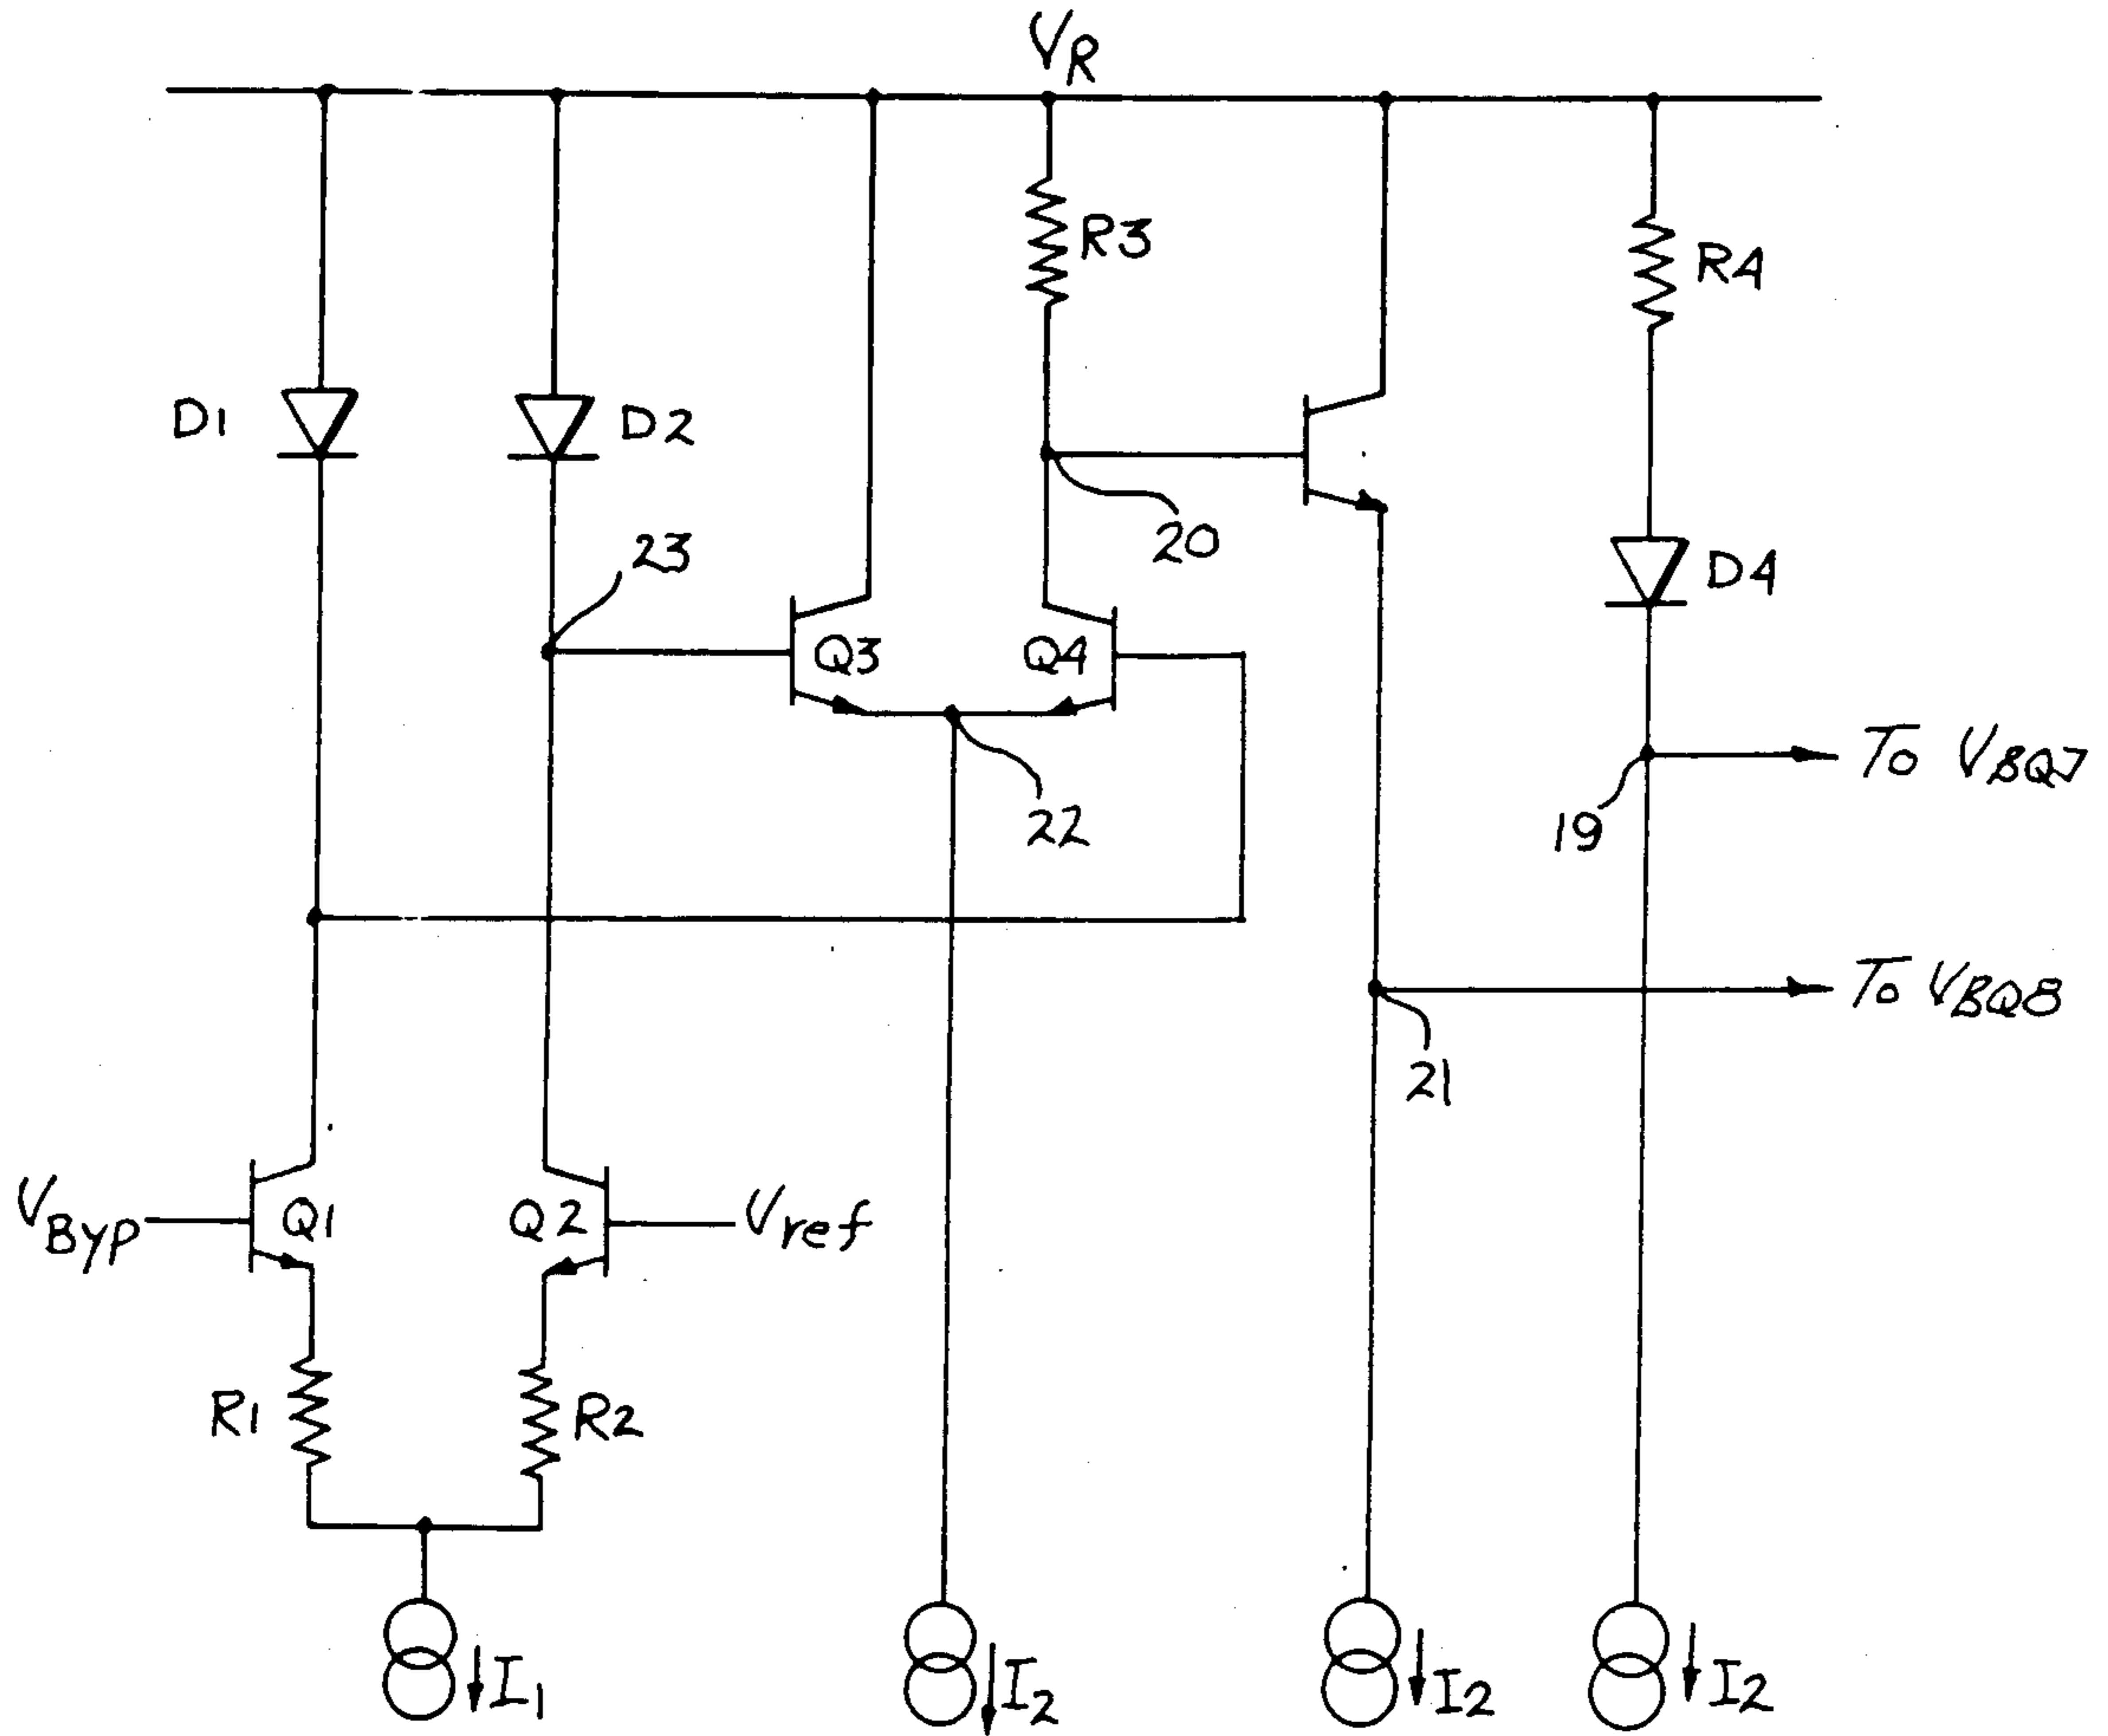 VR
R3
R4
D1
D2
23
20
D4
Q3
Q4
To VBQ7
22
19
To VBQ8
21
VByp
Q1
Q2
Vref
R1
R2
I1
I2
I2
I2